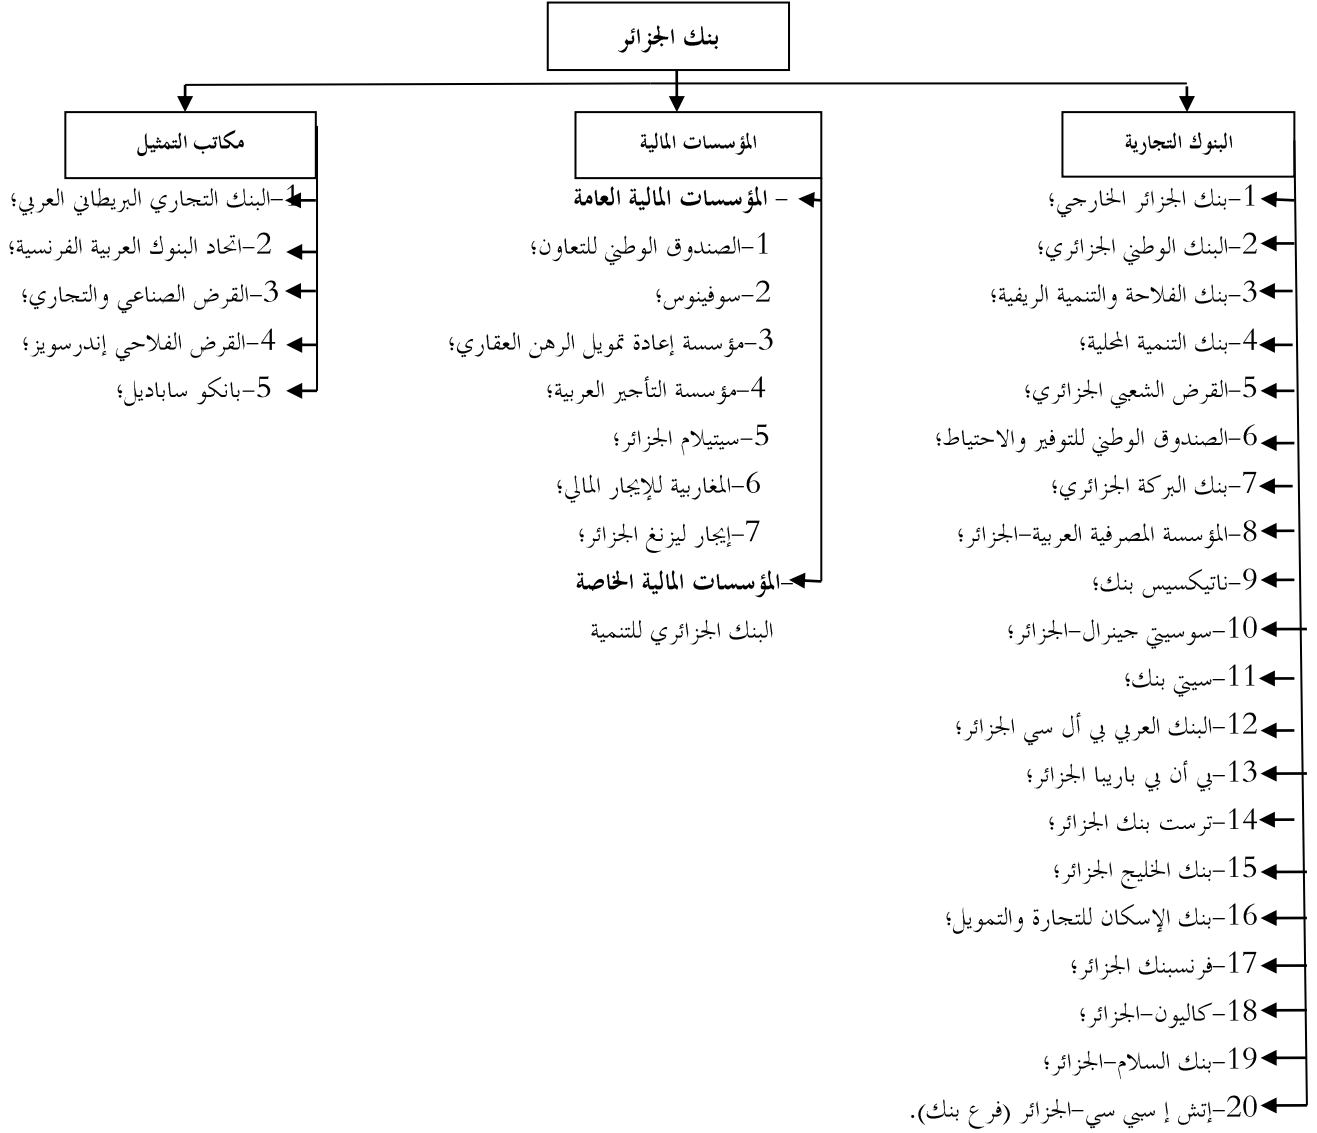 بنك الجزائر
البنوك التجارية
1-بنك الجزائر الخارجي؛
2-البنك الوطني الجزائري؛
3-بنك الفلاحة والتنمية الريفية؛
4-بنك التنمية المحلية؛
5-القرض الشعبي الجزائري؛
6-الصندوق الوطني للتوفير والاحتياط؛
7-بنك البركة الجزائري؛
8-المؤسسة المصرفية العربية-الجزائر؛
9-ناتيكسيس بنك؛
10-سوسيتي جينرال-الجزائر؛
11-سيتي بنك؛
12-البنك العربي بي أل سي الجزائر؛
13-بي أن بي باريبا الجزائر؛
14-ترست بنك الجزائر؛
15-بنك الخليج الجزائر؛
16-بنك الإسكان للتجارة والتمويل؛
17-فرنسبنك الجزائر؛
18-كاليون-الجزائر؛
19-بنك السلام-الجزائر؛
20-إتش إ سبي سي-الجزائر (فرع بنك).
المؤسسات المالية
- المؤسسات المالية العامة
1-الصندوق الوطني للتعاون؛
2-سوفينوس؛
3-مؤسسة إعادة تمويل الرهن العقاري؛
4-مؤسسة التأجير العربية؛
5-سيتيلام الجزائر؛
6-المغاربية للإيجار المالي؛
7-إيجار ليزنغ الجزائر؛
-المؤسسات المالية الخاصة
البنك الجزائري للتنمية
مكاتب التمثيل
1-البنك التجاري البريطاني العربي؛
2-اتحاد البنوك العربية الفرنسية؛
3-القرض الصناعي والتجاري؛
4-القرض الفلاحي إندرسويز؛
5-بانكو ساباديل؛